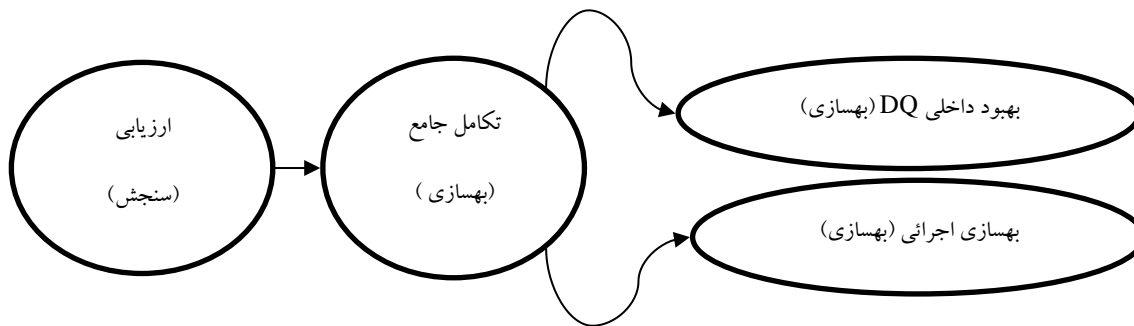 ارزیابی
(سنجش)
تکامل جامع
(بهسازی )
بهبود داخلی DQ (بهسازی)
بهسازی اجرائی (بهسازی)